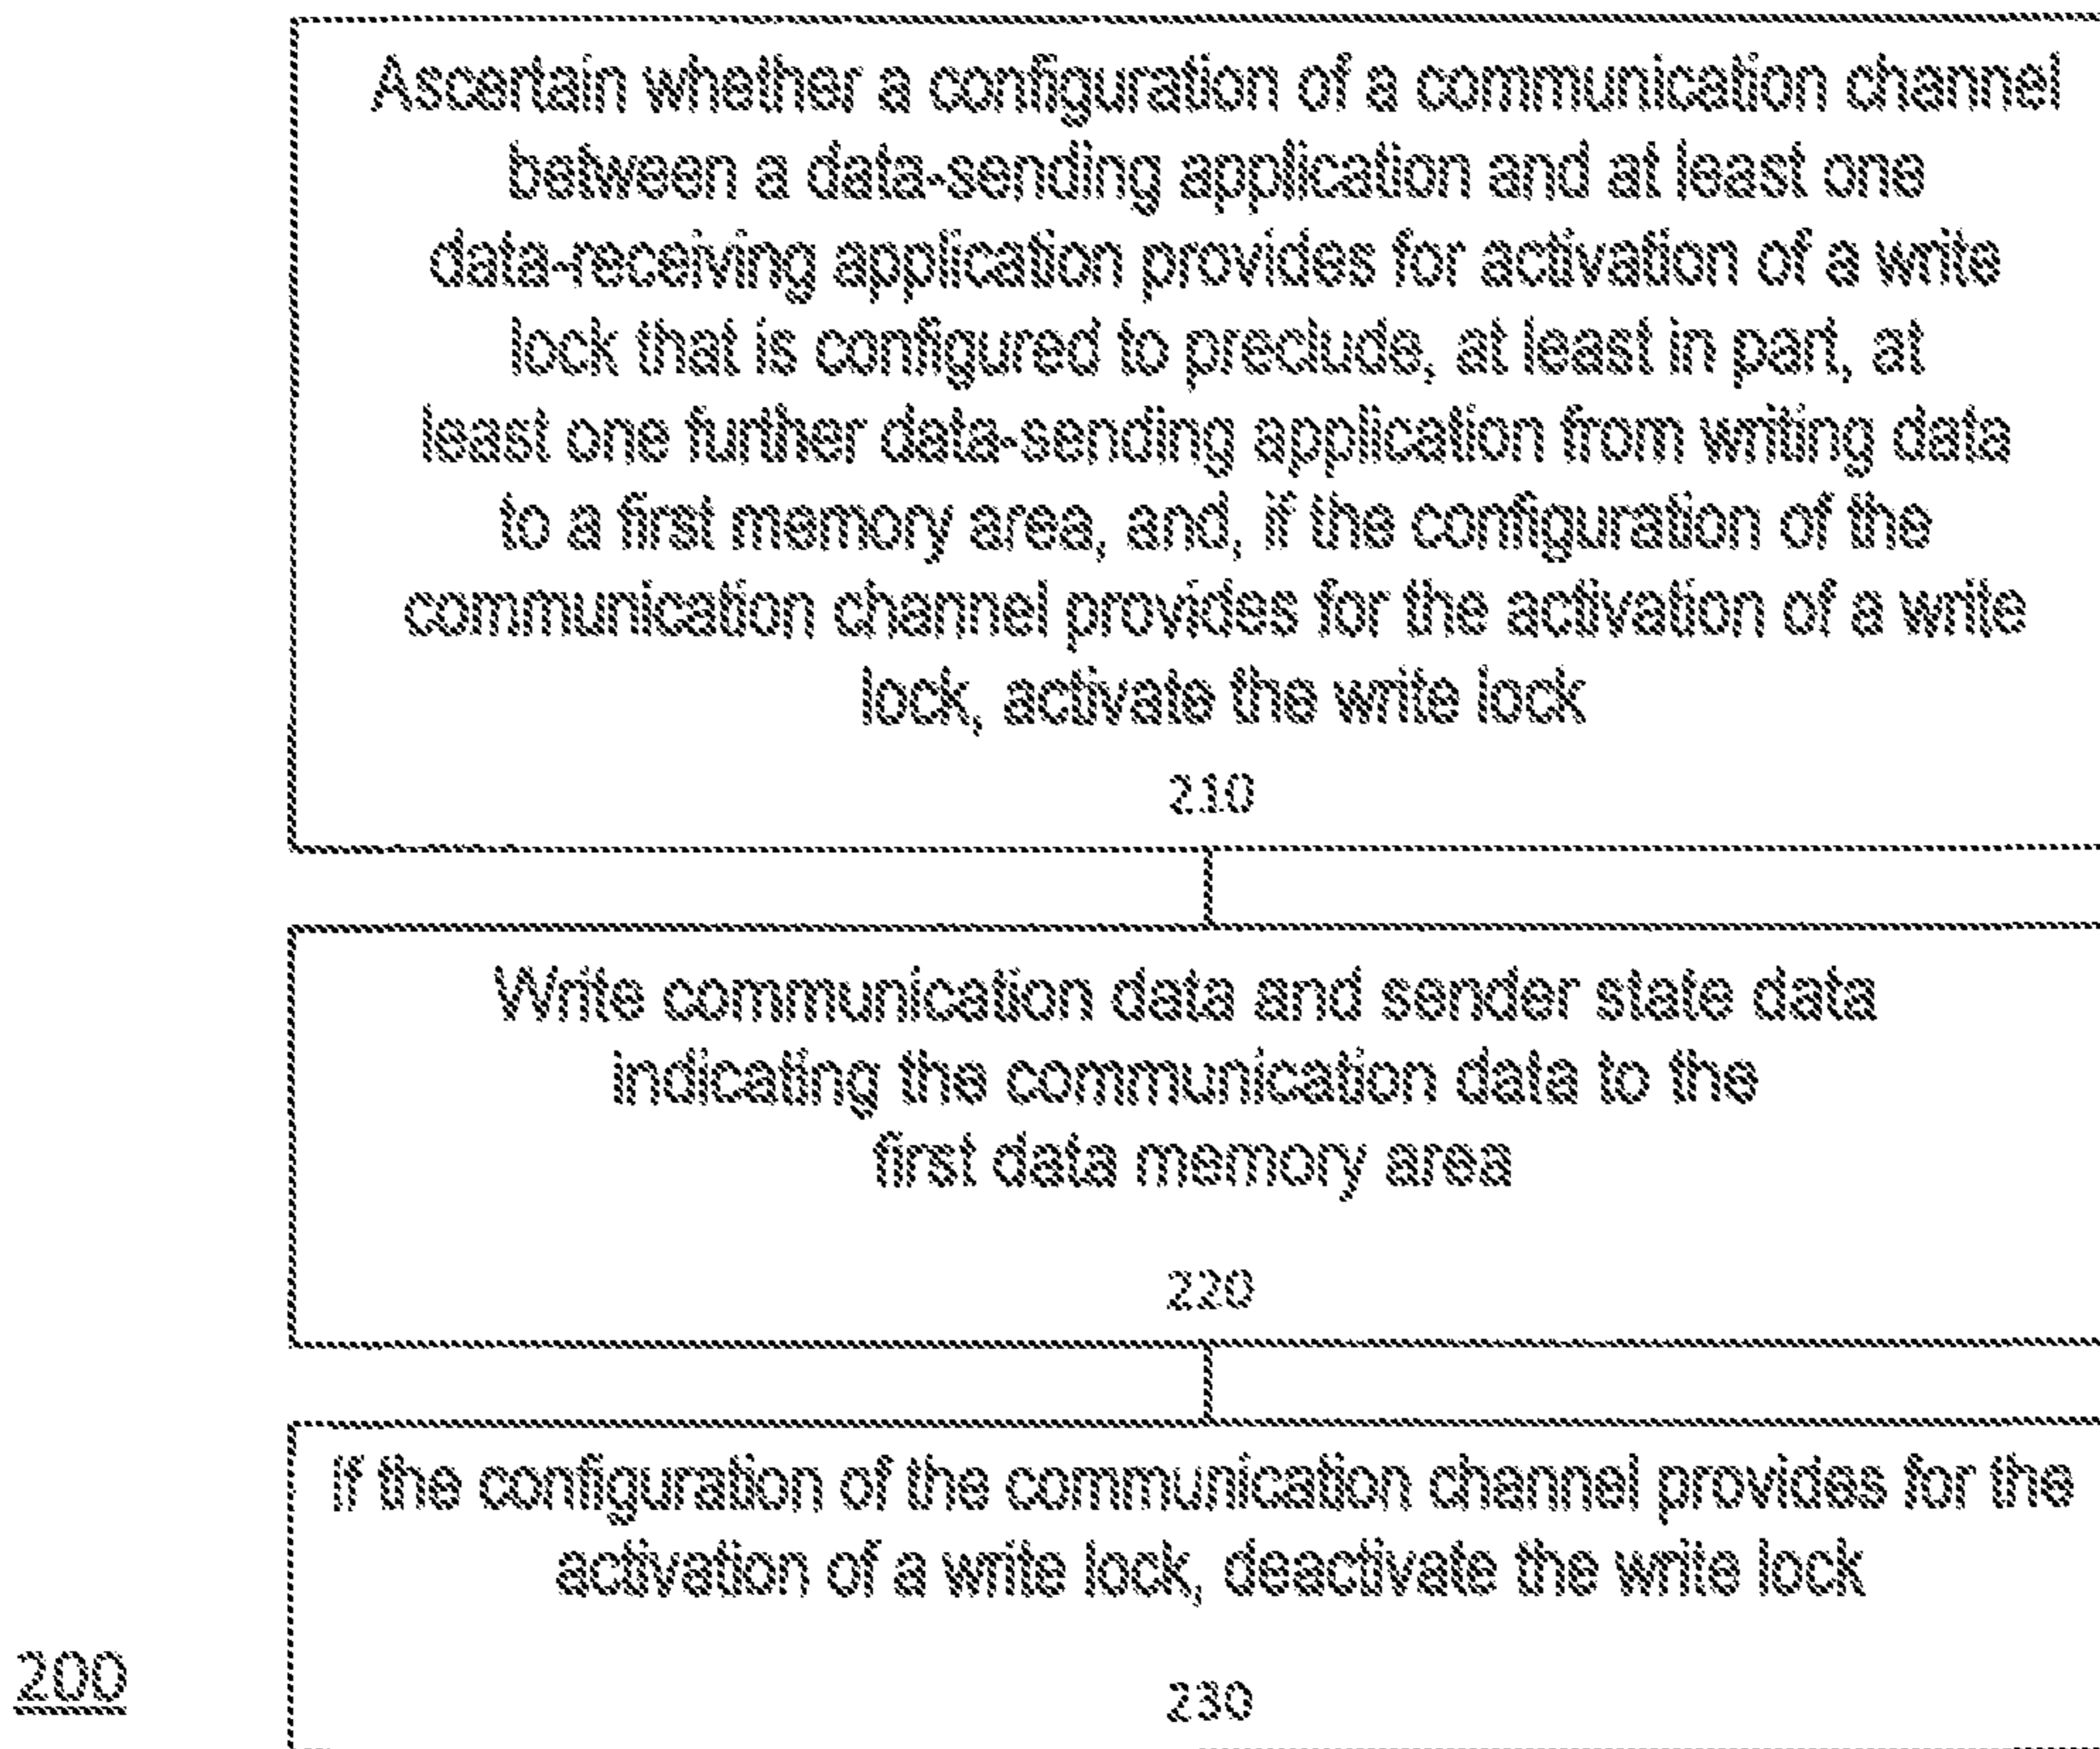 Ascertain whether a configuration of a communication channel
between a data-sending application and at least one
data-receiving application provides for activation of a write
lock that is configured to preclude, at least in part, at
least one further data-sending application from writing data
to a first memory area, and, if the configuration of the
communication channel provides for the activation of a write
lock, activate the write lock
210
Write communication data and sender state data
indicating the communication data to the
first data memory area
220
If the configuration of the communication channel provides for the
activation of a write lock, deactivate the write lock
230
200